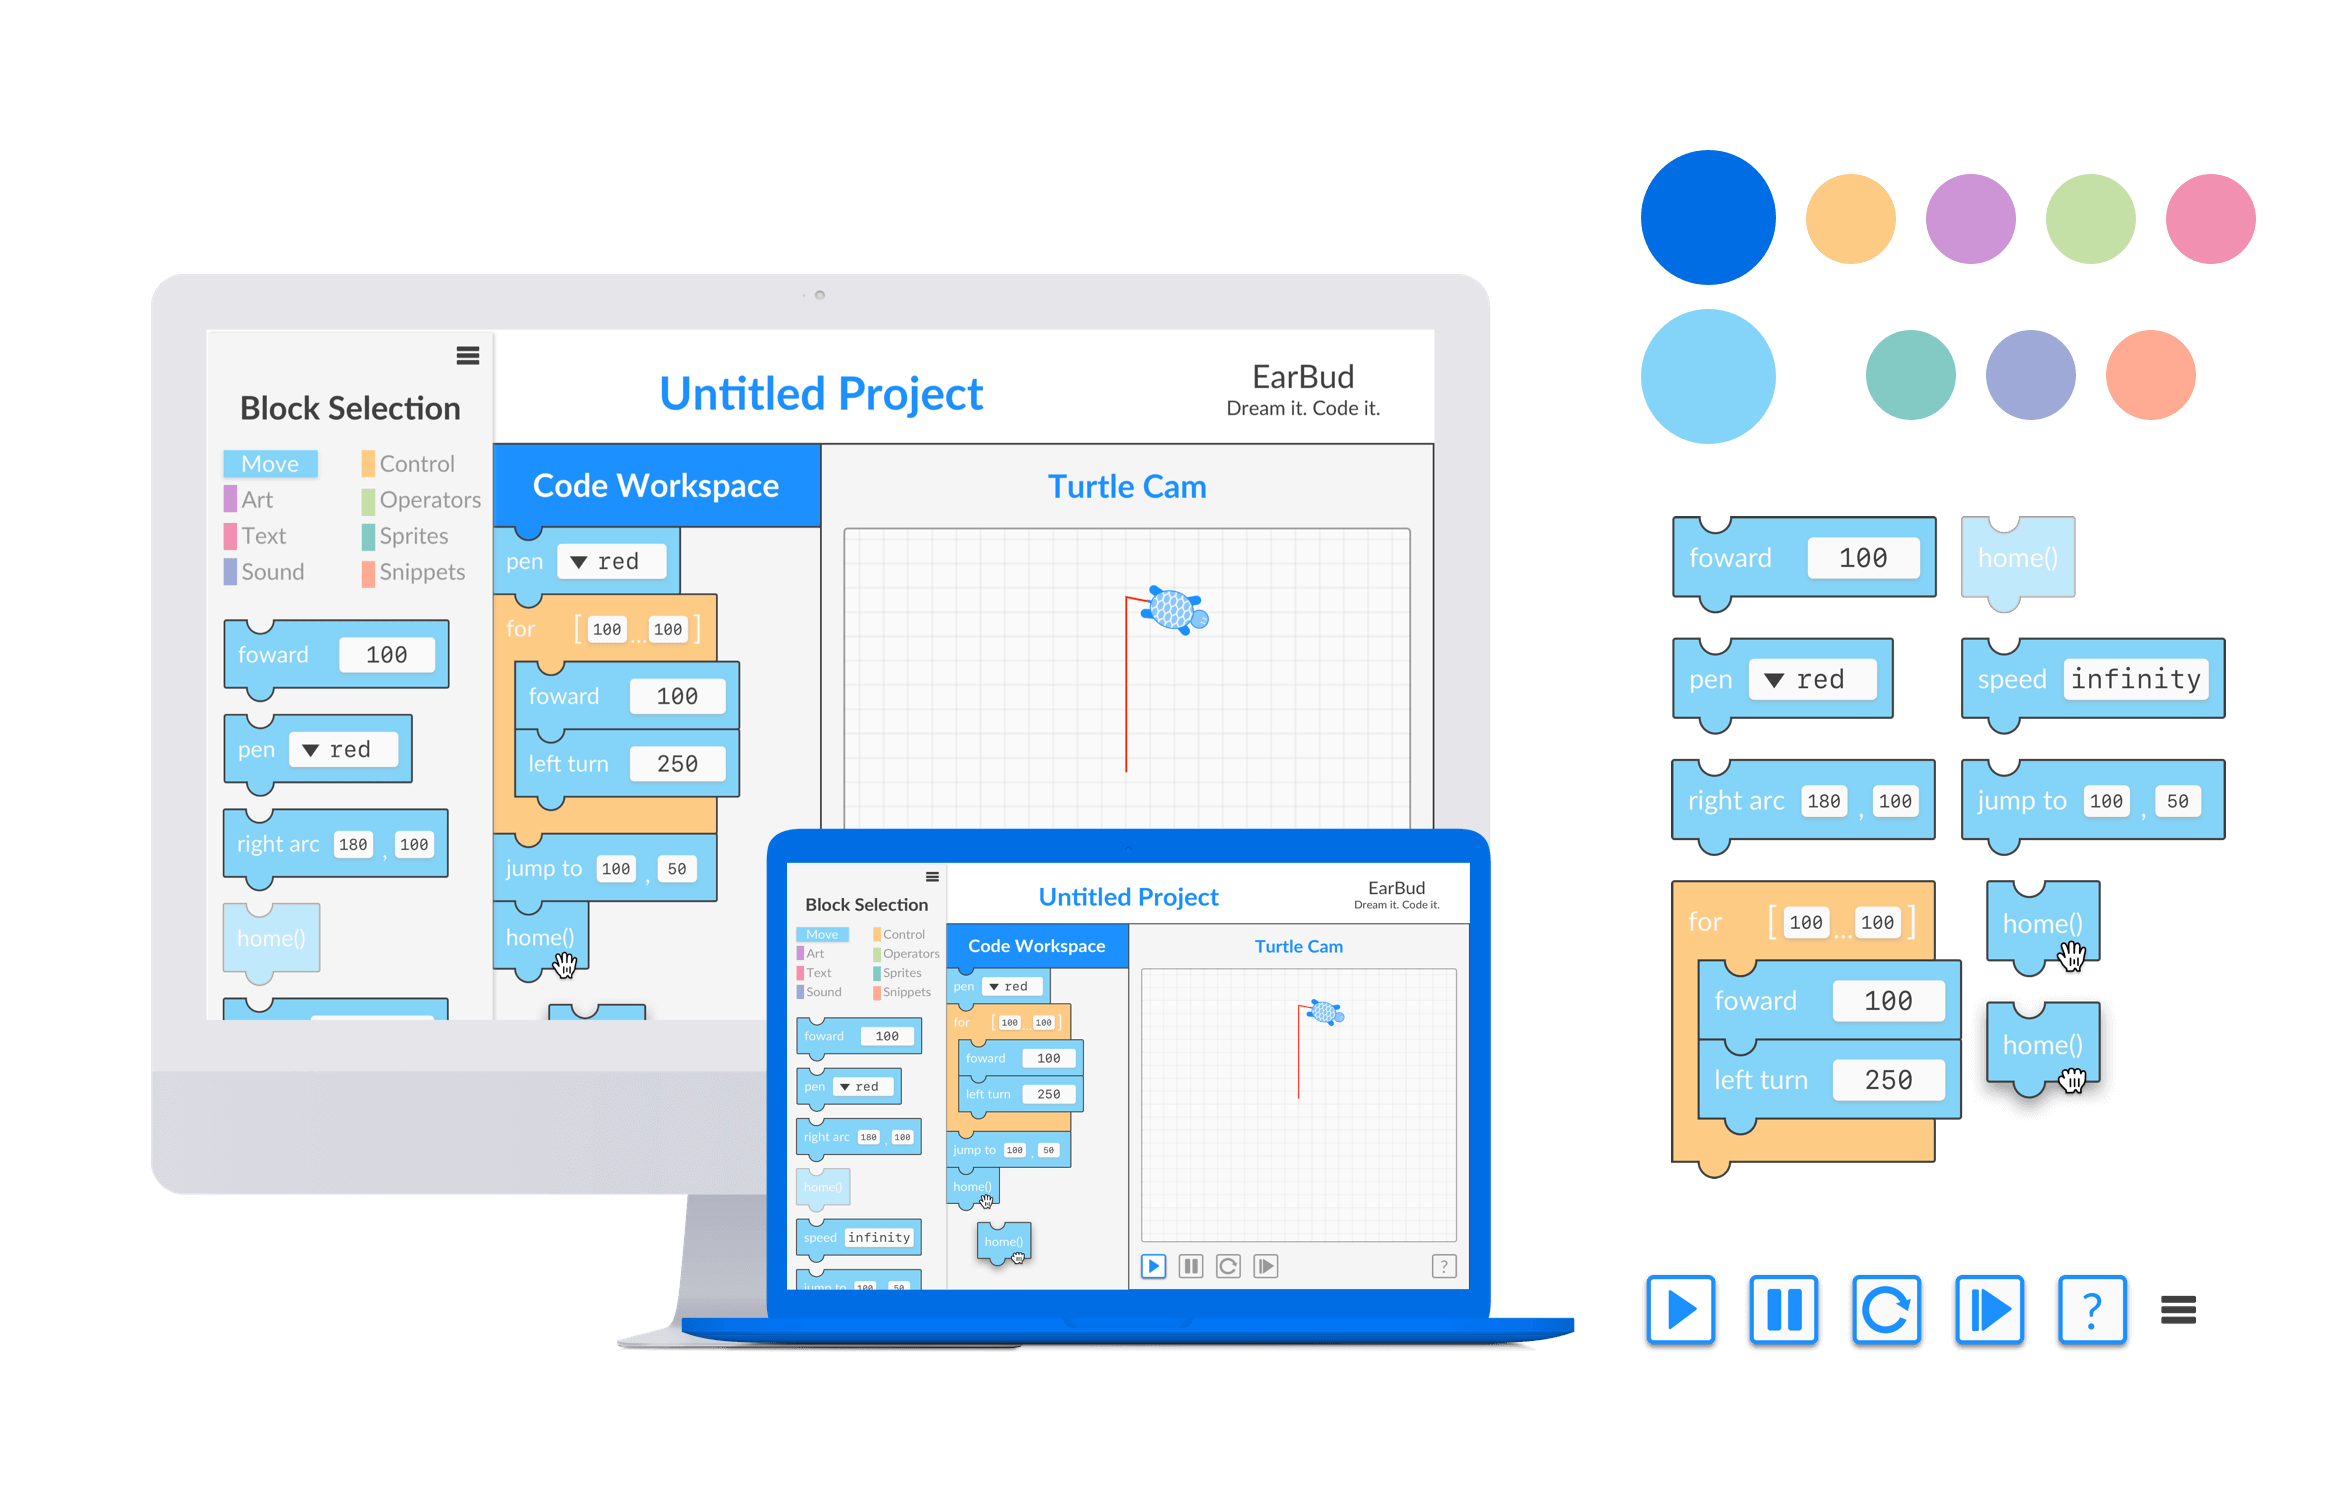 Block Selection
Move
Control
Art
Operators
Text
Sprites
Sound
Snippets
foward 100
pen ▼ red
right arc 180 , 100
home()
Untitled Project
EarBud
Dream it. Code it.
Code Workspace
pen ▼ red
for [ 100 ... 100 ]
foward 100
left turn 250
jump to 100 , 50
home()
Turtle Cam
Block Selection
Move
Control
Art
Operators
Text
Sprites
Sound
Snippets
foward 100
pen ▼ red
right arc 180 , 100
home()
speed infinity
jump to 100 , 50
Untitled Project
EarBud
Dream it. Code it.
Code Workspace
pen ▼ red
for [ 100 ... 100 ]
foward 100
left turn 250
jump to 100 , 50
home()
home()
Turtle Cam
?
foward 100
home()
pen ▼ red
speed infinity
right arc 180 , 100
jump to 100 , 50
for [ 100 ... 100 ]
foward 100
left turn 250
home()
home()
?